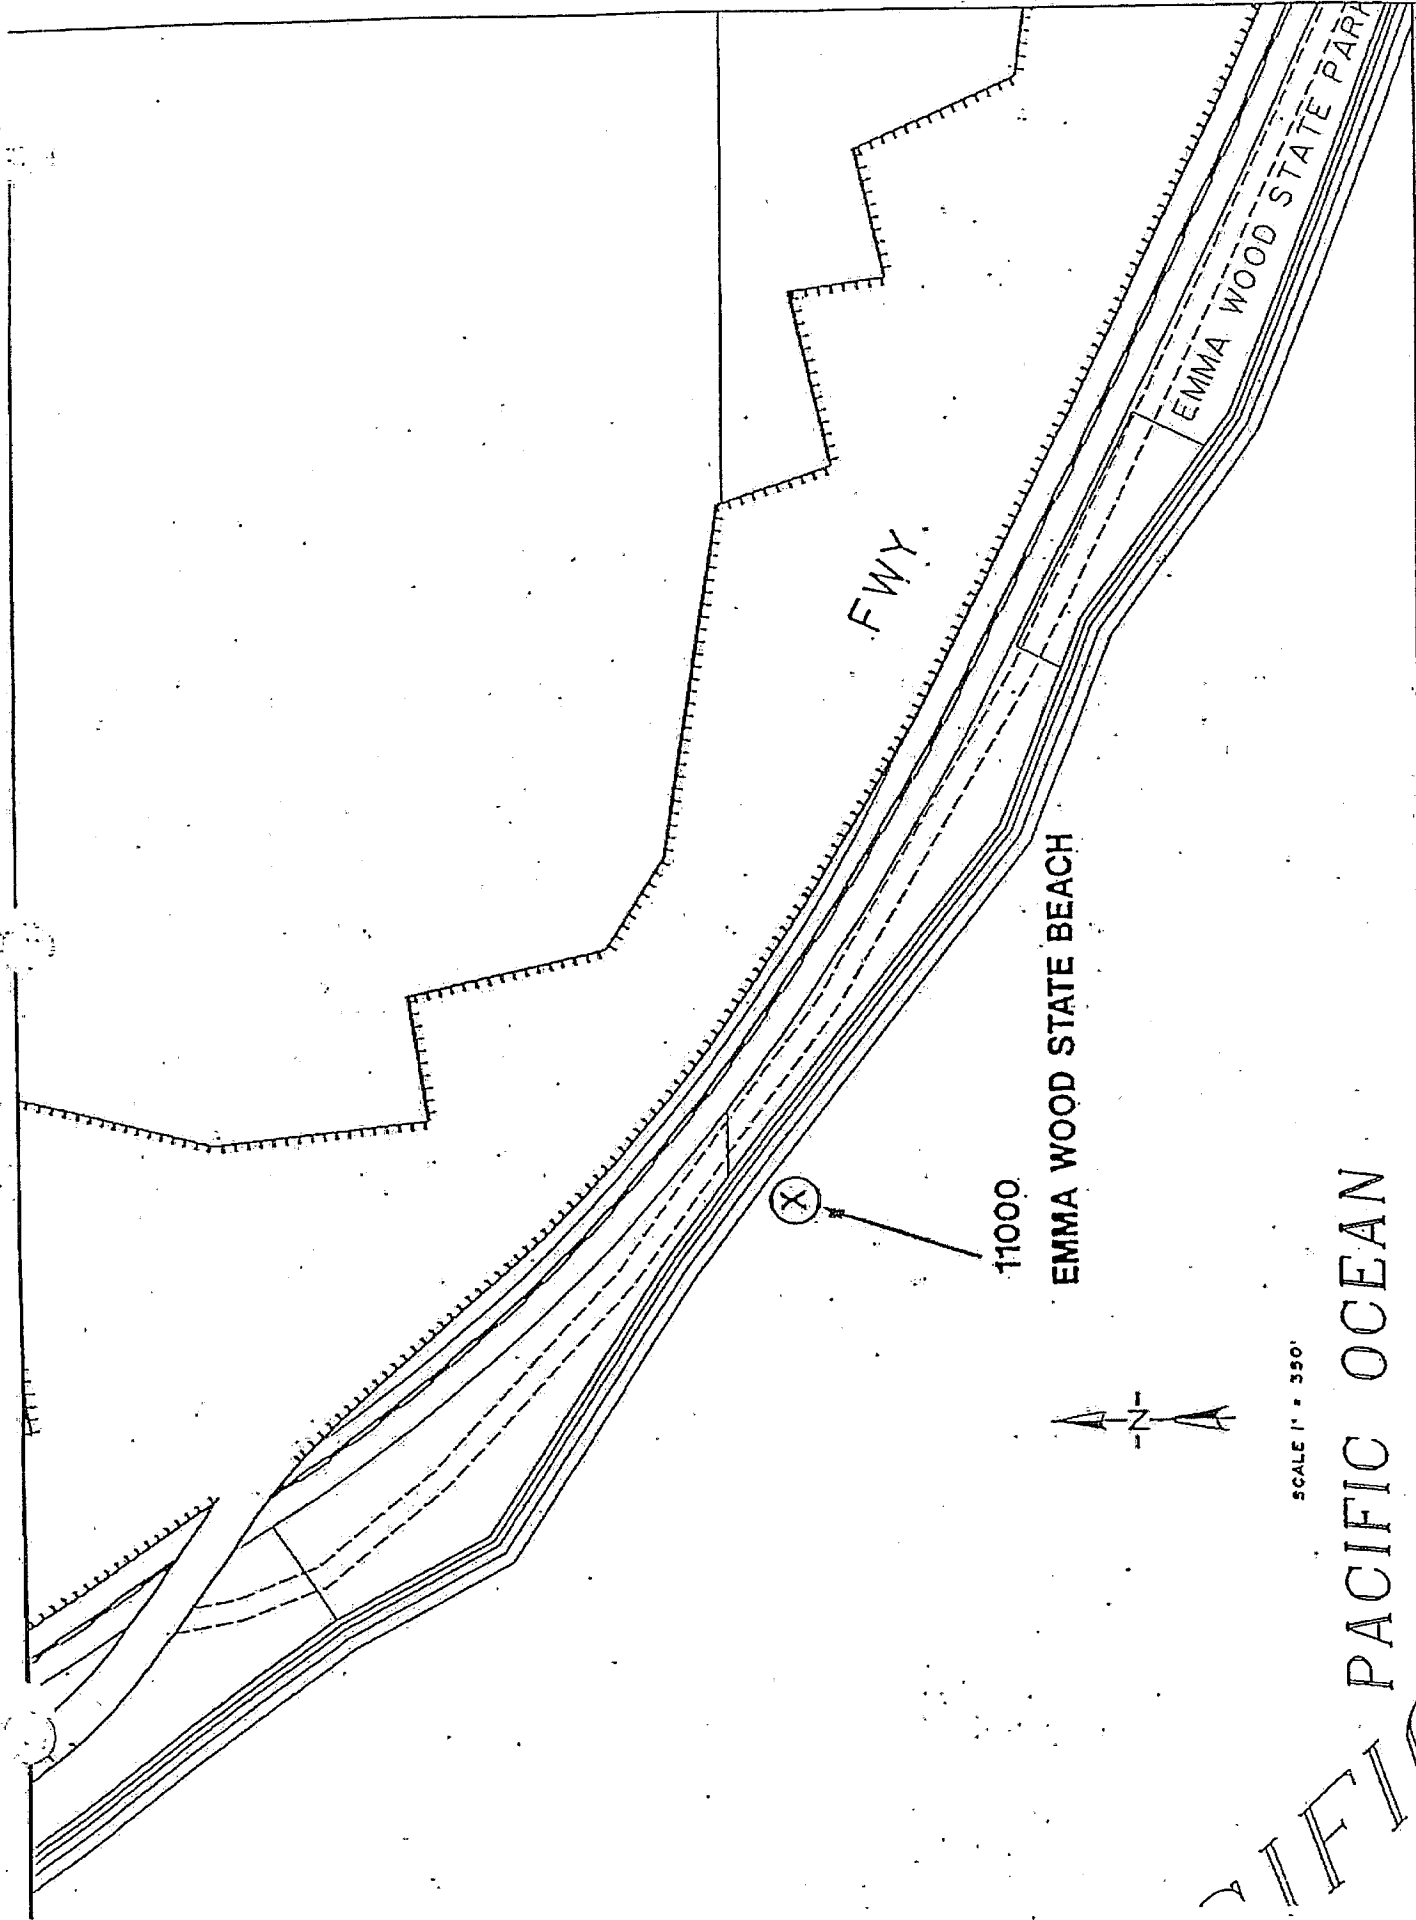 FWY.
EMMA WOOD STATE PARK
11000
EMMA WOOD STATE BEACH
N
SCALE 1" = 350'
PACIFIC OCEAN